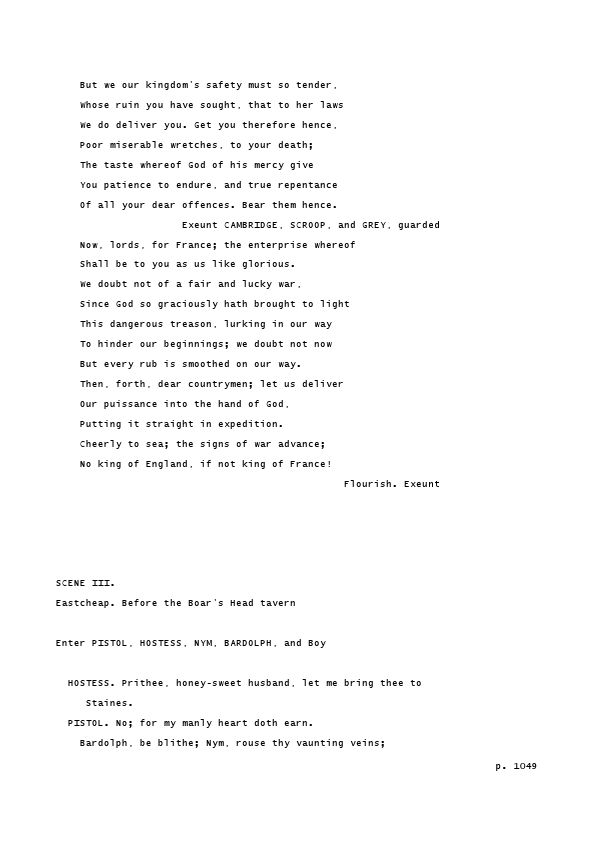 But we our kingdom's safety must so tender,
Whose ruin you have sought, that to her laws
We do deliver you. Get you therefore hence,
Poor miserable wretches, to your death;
The taste whereof God of his mercy give
You patience to endure, and true repentance
Of all your dear offences. Bear them hence.
Exeunt CAMBRIDGE, SCROOP, and GREY, guarded
Now, lords, for France; the enterprise whereof
Shall be to you as us like glorious.
We doubt not of a fair and lucky war,
Since God so graciously hath brought to light
This dangerous treason, lurking in our way
To hinder our beginnings; we doubt not now
But every rub is smoothed on our way.
Then, forth, dear countrymen; let us deliver
Our puissance into the hand of God,
Putting it straight in expedition.
Cheerly to sea; the signs of war advance;
No king of England, if not king of France!
Flourish. Exeunt
SCENE III.
Eastcheap. Before the Boar's Head tavern
Enter PISTOL, HOSTESS, NYM, BARDOLPH, and Boy
HOSTESS. Prithee, honey-sweet husband, let me bring thee to
Staines.
PISTOL. No; for my manly heart doth earn.
Bardolph, be blithe; Nym, rouse thy vaunting veins;
p. 1049